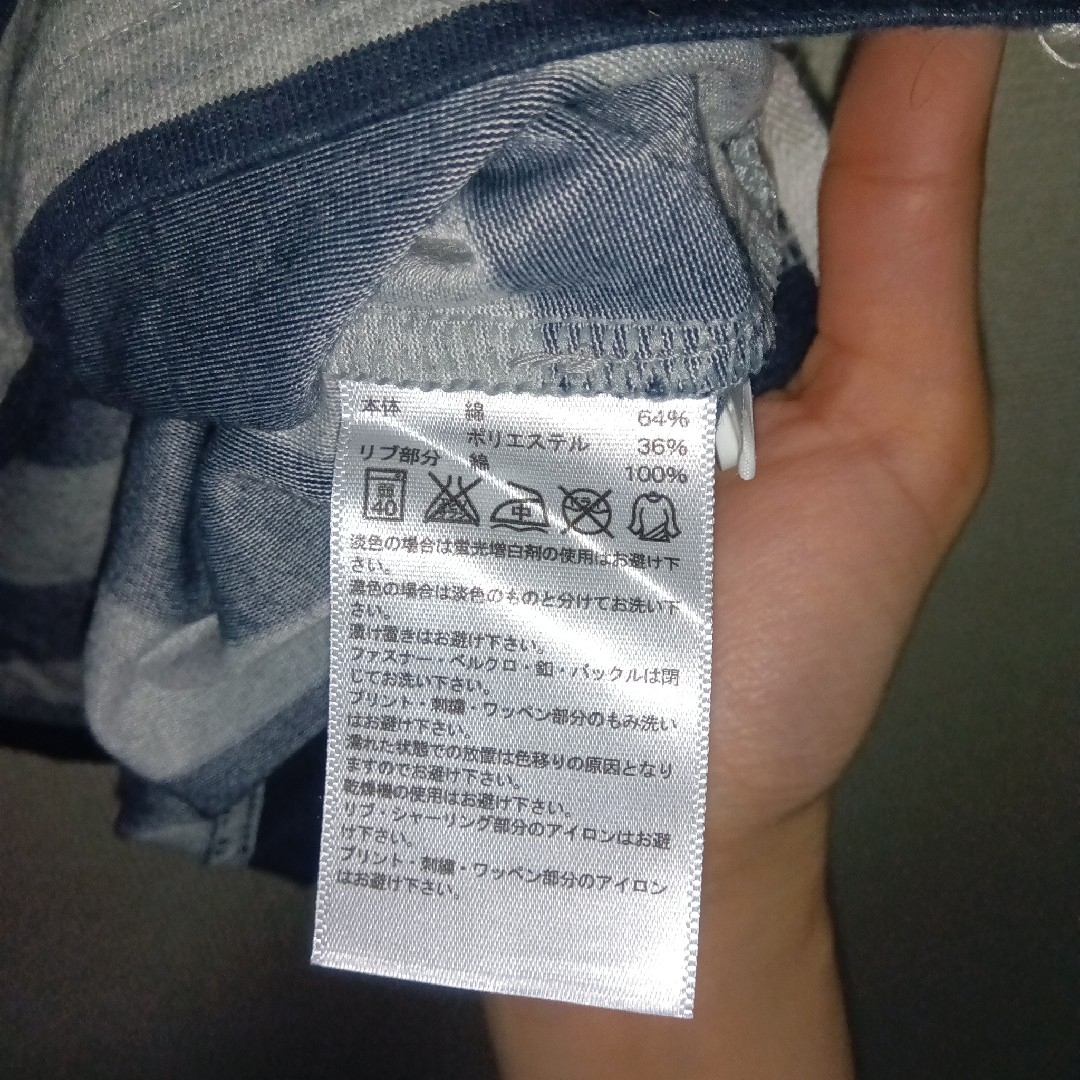 本体 綿 64%
ポリエステル 36%
リブ部分 綿 100%
40
中
淡色の場合は蛍光増白剤の使用はお避け下
さい。
濃色の場合は淡色のものと分けてお洗い下
さい。
漬け置きはお避け下さい。
ファスナー・ベルクロ・釦・バックルは閉
じてお洗い下さい。
プリント・刺繍・ワッペン部分のもみ洗い
はお避け下さい。
濡れた状態での放置は色移りの原因となり
ますのでお避け下さい。
乾燥機の使用はお避け下さい。
リブ・シャーリング部分のアイロンはお避
け下さい。
プリント・刺繍・ワッペン部分のアイロン
はお避け下さい。